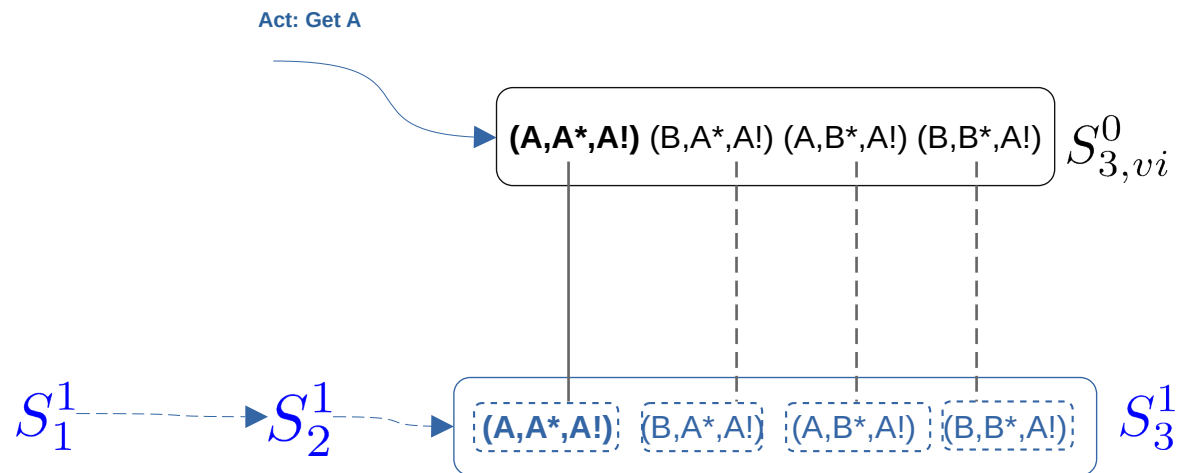 Act: Get A
(A,A*,A!) (B,A*,A!) (A,B*,A!) (B,B*,A!)
$S^0_{3,vi}$
$S^1_1$ $S^1_2$ (A,A*,A!) (B,A*,A!) (A,B*,A!) (B,B*,A!) $S^1_3$